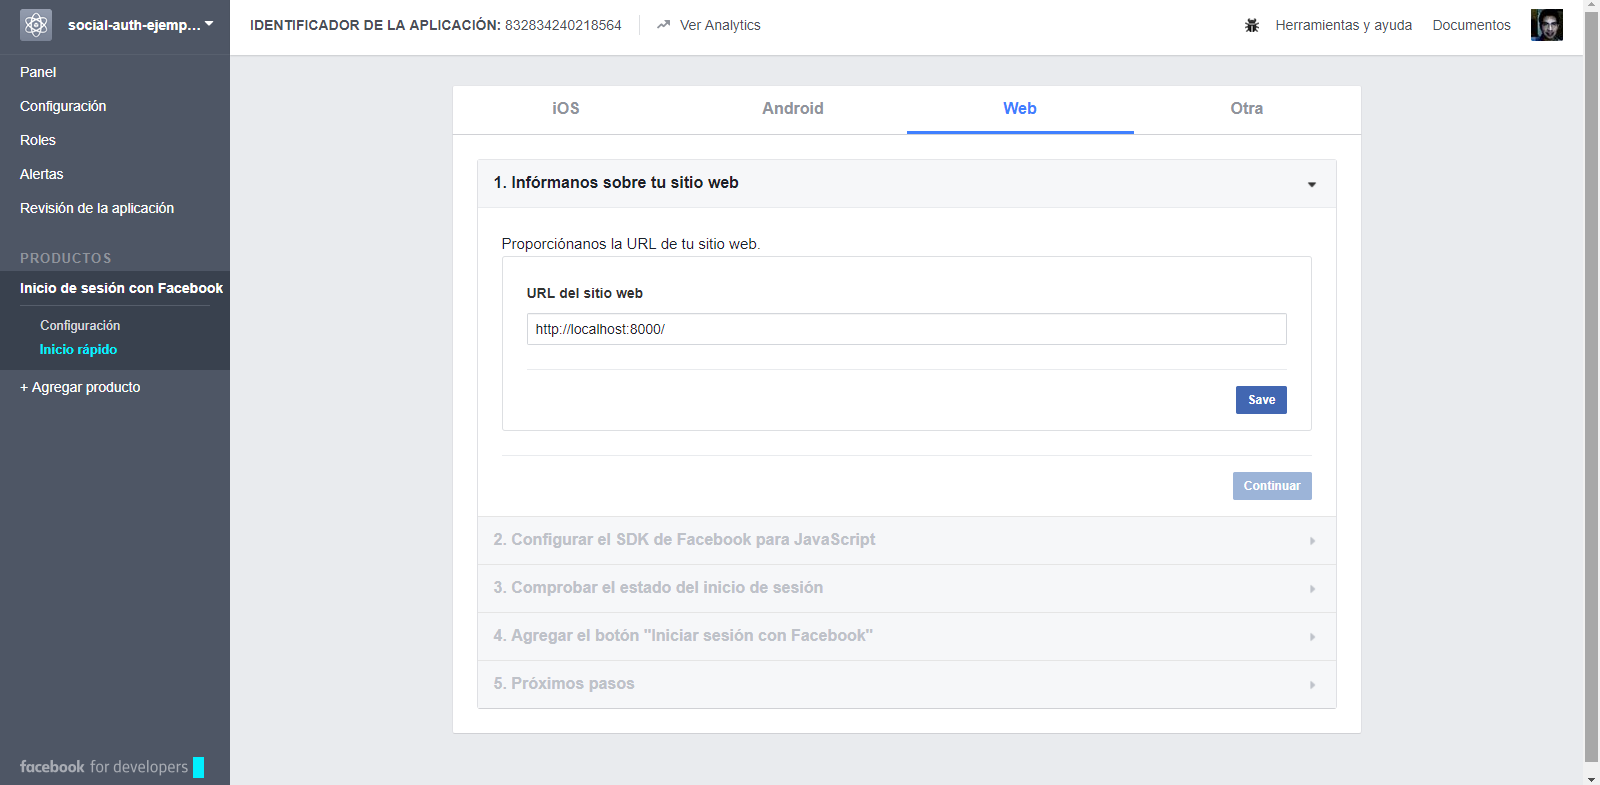 social-auth-ejemp...
IDENTIFICADOR DE LA APLICACIÓN: 832834240218564
Ver Analytics
Herramientas y ayuda
Documentos
Panel
Configuración
Roles
Alertas
Revisión de la aplicación
PRODUCTOS
Inicio de sesión con Facebook
Configuración
Inicio rápido
+ Agregar producto
facebook for developers
iOS
Android
Web
Otra
1. Infórmanos sobre tu sitio web
Proporciónanos la URL de tu sitio web.
URL del sitio web
http://localhost:8000/
Save
Continuar
2. Configurar el SDK de Facebook para JavaScript
3. Comprobar el estado del inicio de sesión
4. Agregar el botón "Iniciar sesión con Facebook"
5. Próximos pasos